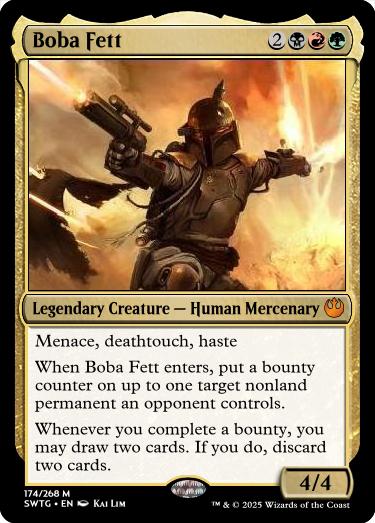 Boba Fett 2
Legendary Creature — Human Mercenary
Menace, deathtouch, haste
When Boba Fett enters, put a bounty
counter on up to one target nonland
permanent an opponent controls.
Whenever you complete a bounty, you
may draw two cards. If you do, discard
two cards.
4/4
174/268 M
SWTG • EN Kai Lim
™ & © 2025 Wizards of the Coast